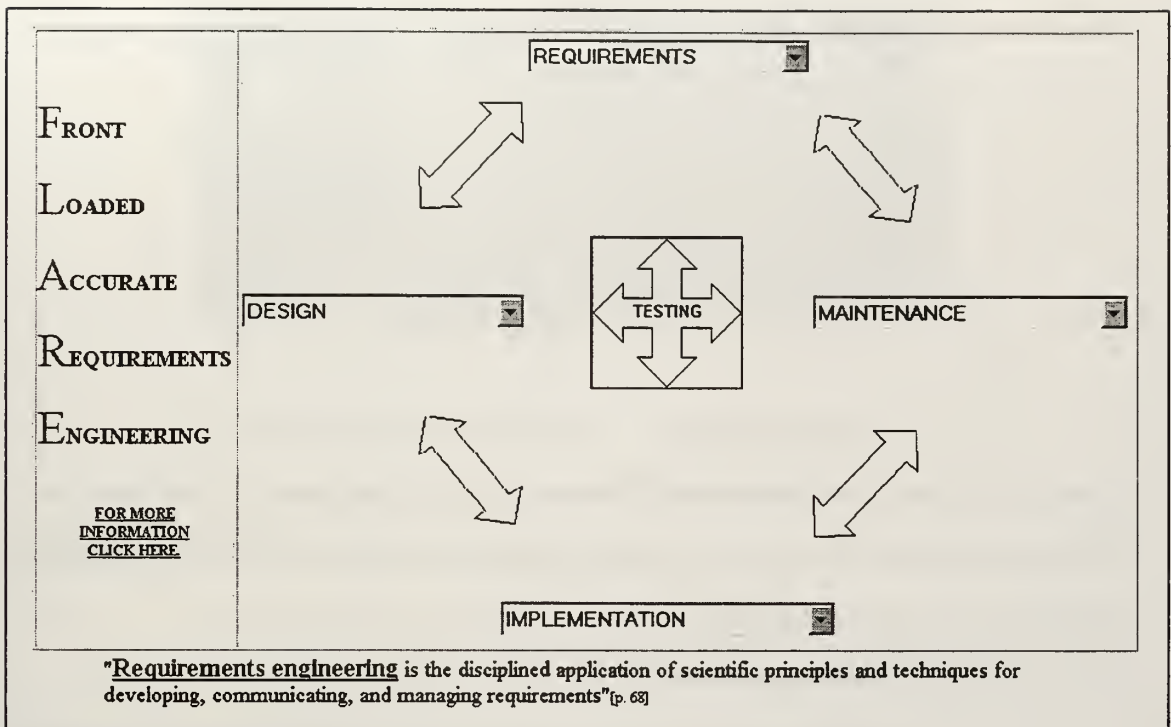 FRONT
LOADED
ACCURATE
REQUIREMENTS
ENGINEERING
FOR MORE
INFORMATION
CLICK HERE.
REQUIREMENTS
DESIGN
TESTING
MAINTENANCE
IMPLEMENTATION
"Requirements engineering is the disciplined application of scientific principles and techniques for
developing, communicating, and managing requirements"[p. 68]